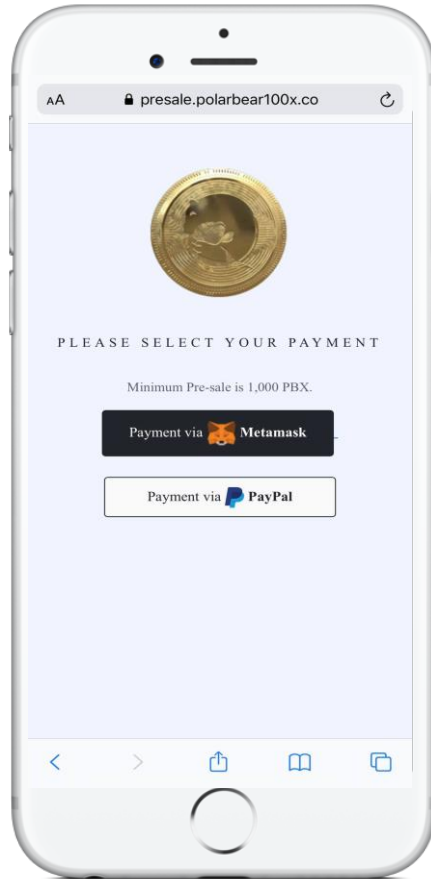 AA presale.polarbear100x.co
PLEASE SELECT YOUR PAYMENT
Minimum Pre-sale is 1,000 PBX.
Payment via Metamask
Payment via PayPal